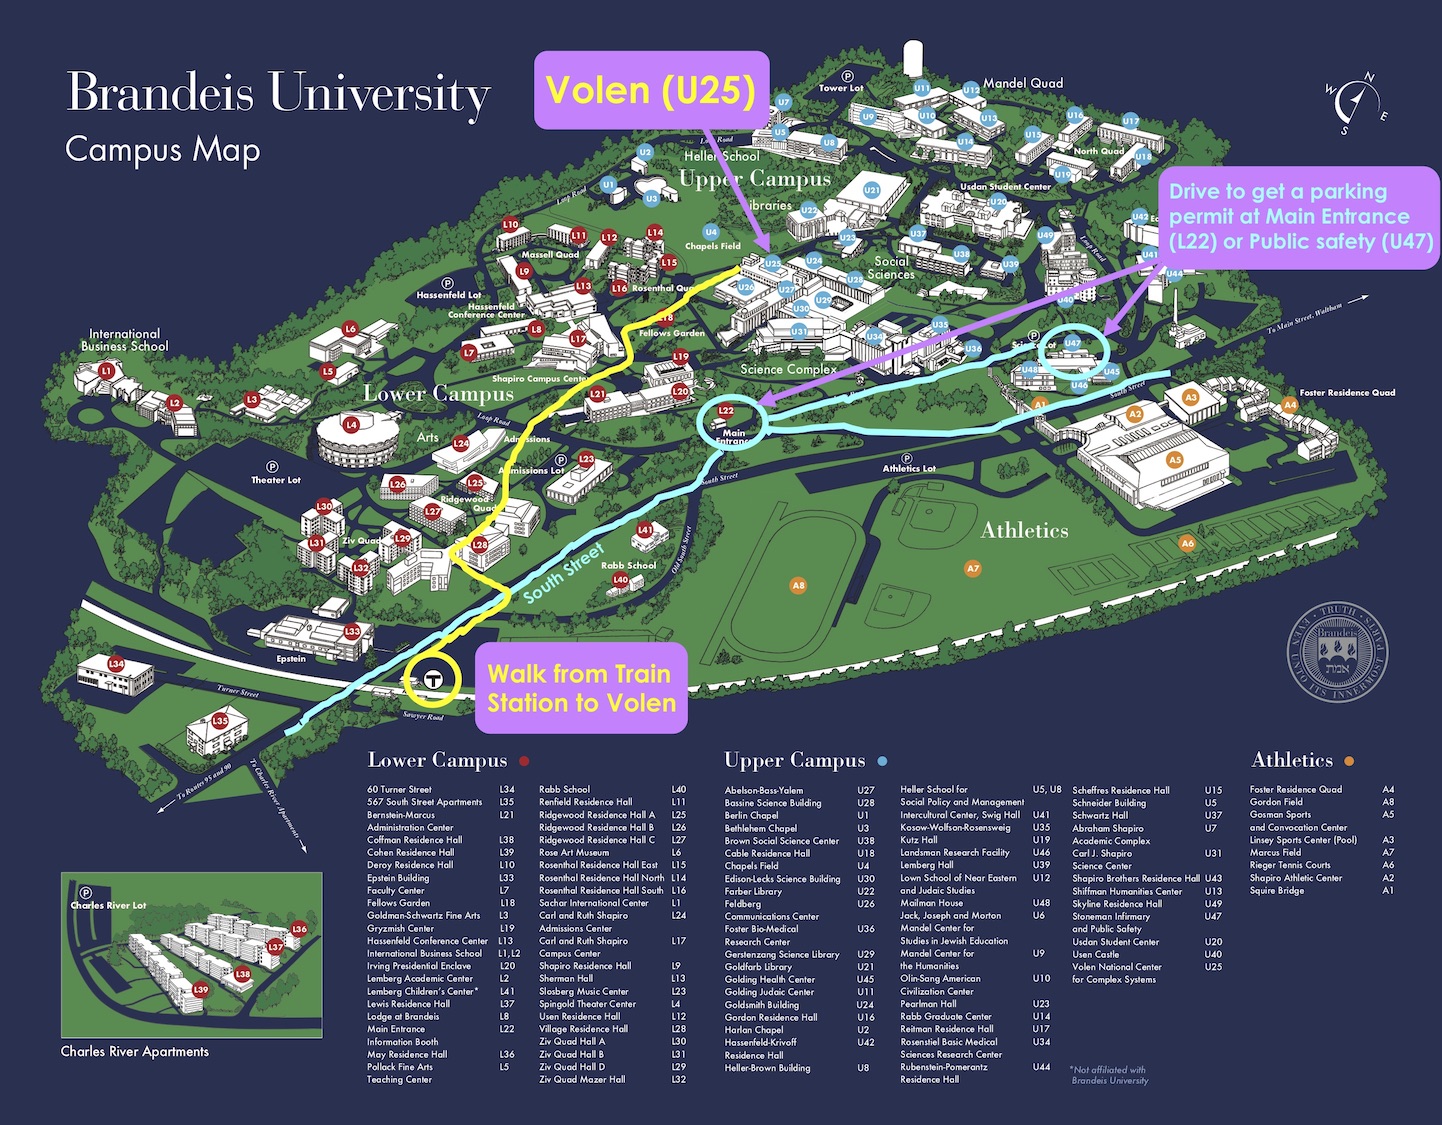 Brandeis University
Campus Map
Volen (U25)
Drive to get a parking
permit at Main Entrance
(L22) or Public safety (U47)
Walk from Train
Station to Volen
N
W
E
S
Tower Lot
Mandel Quad
North Quad
Loop Road
Heller School
Upper Campus
Usdan Student Center
Chapels Field
Social
Sciences
Massell Quad
Hassenfeld Lot
Hassenfeld
Conference Center
Fellows Garden
International
Business School
Shapiro Campus Center
Science Complex
Lower Campus
Loop Road
Arts
Admissions
Admissions Lot
Main
Theater Lot
Ridgewood
Quad
Ziv Quad
South Street
South Street
South Street
Old South Street
Rabb School
Athletics Lot
Athletics
Foster Residence Quad
To Main Street, Waltham
Epstein
Turner Street
Sawyer Road
To Routes 95 and 90
To Charles River Apartments
T
Brandeis
Charles River Lot
Charles River Apartments
Lower Campus
60 Turner Street L34
567 South Street Apartments L35
Bernstein-Marcus L21
Administration Center
Coffman Residence Hall L38
Cohen Residence Hall L39
Deroy Residence Hall L10
Epstein Building L33
Faculty Center L7
Fellows Garden L18
Goldman-Schwartz Fine Arts L3
Gryzmish Center L19
Hassenfeld Conference Center L13
International Business School L1,L2
Irving Presidential Enclave L20
Lemberg Academic Center L2
Lemberg Children's Center* L41
Lewis Residence Hall L37
Lodge at Brandeis L8
Main Entrance L22
Information Booth
May Residence Hall L36
Pollack Fine Arts L5
Teaching Center
Rabb School L40
Renfield Residence Hall L11
Ridgewood Residence Hall A L25
Ridgewood Residence Hall B L26
Ridgewood Residence Hall C L27
Rose Art Museum L6
Rosenthal Residence Hall East L15
Rosenthal Residence Hall North L14
Rosenthal Residence Hall South L16
Sachar International Center L1
Carl and Ruth Shapiro L24
Admissions Center
Carl and Ruth Shapiro L17
Campus Center
Shapiro Residence Hall L9
Sherman Hall L13
Slosberg Music Center L23
Spingold Theater Center L4
Usen Residence Hall L12
Village Residence Hall L28
Ziv Quad Hall A L30
Ziv Quad Hall B L31
Ziv Quad Hall D L29
Ziv Quad Mazer Hall L32
Upper Campus
Abelson-Bass-Yalem U27
Bassine Science Building U28
Berlin Chapel U1
Bethlehem Chapel U3
Brown Social Science Center U38
Cable Residence Hall U18
Chapels Field U4
Edison-Lecks Science Building U30
Farber Library U22
Feldberg U26
Communications Center
Foster Bio-Medical U36
Research Center
Gerstenzang Science Library U29
Goldfarb Library U21
Golding Health Center U45
Golding Judaic Center U11
Goldsmith Building U24
Gordon Residence Hall U16
Harlan Chapel U2
Hassenfeld-Krivoff U42
Residence Hall
Heller-Brown Building U8
Heller School for U5, U8
Social Policy and Management
Intercultural Center, Swig Hall U41
Kosow-Wolfson-Rosensweig U35
Kutz Hall U19
Landsman Research Facility U46
Lemberg Hall U39
Lown School of Near Eastern U12
and Judaic Studies
Mailman House U48
Jack, Joseph and Morton U6
Mandel Center for
Studies in Jewish Education
Mandel Center for U9
the Humanities
Olin-Sang American U10
Civilization Center
Pearlman Hall U23
Rabb Graduate Center U14
Reitman Residence Hall U17
Rosenstiel Basic Medical U34
Sciences Research Center
Rubenstein-Pomerantz U44
Residence Hall
Scheffres Residence Hall U15
Schneider Building U5
Schwartz Hall U37
Abraham Shapiro U7
Academic Complex
Carl J. Shapiro U31
Science Center
Shapiro Brothers Residence Hall U43
Shiffman Humanities Center U13
Skyline Residence Hall U49
Stoneman Infirmary U47
and Public Safety
Usdan Student Center U20
Usen Castle U40
Volen National Center U25
for Complex Systems
*Not affiliated with
Brandeis University
Athletics
Foster Residence Quad A4
Gordon Field A8
Gosman Sports A5
and Convocation Center
Linsey Sports Center (Pool) A3
Marcus Field A7
Rieger Tennis Courts A6
Shapiro Athletic Center A2
Squire Bridge A1